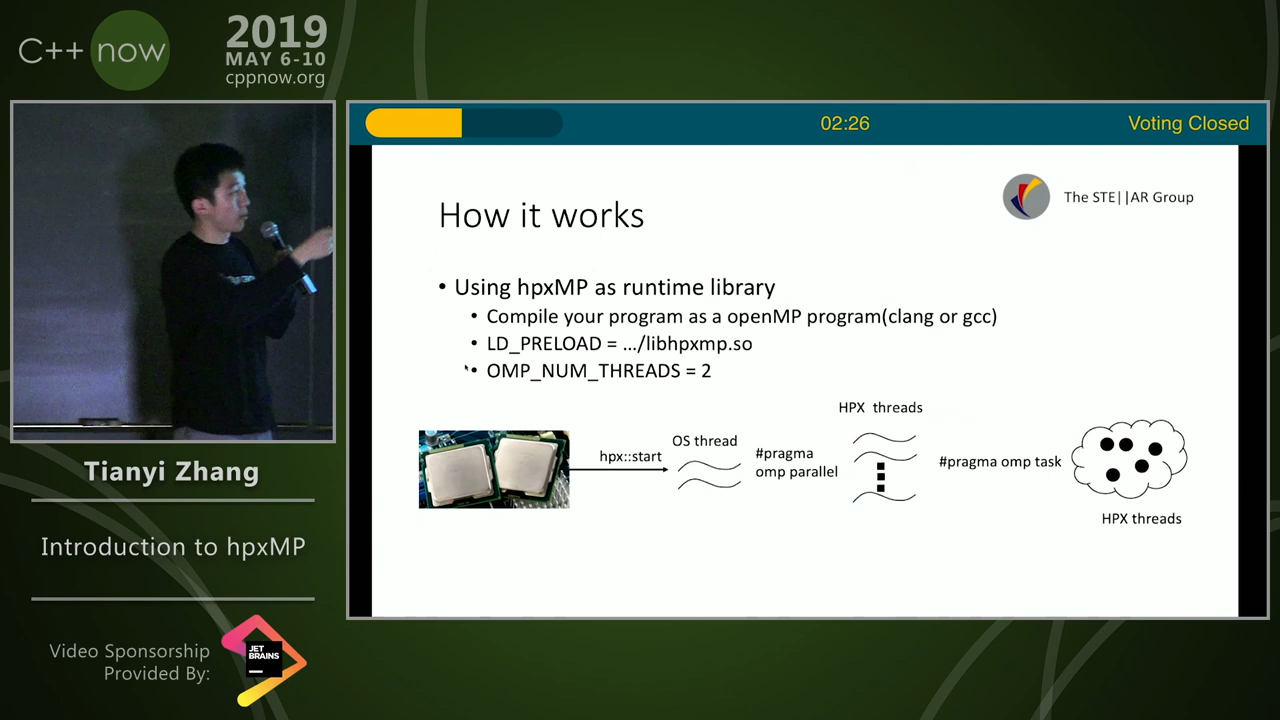 C++ now
2019
MAY 6-10
cppnow.org
02:26
Voting Closed
The STE||AR Group
How it works
• Using hpxMP as runtime library
• Compile your program as a openMP program(clang or gcc)
• LD_PRELOAD = .../libhpxmp.so
• OMP_NUM_THREADS = 2
HPX threads
hpx::start
OS thread
#pragma
omp parallel
#pragma omp task
HPX threads
Tianyi Zhang
Introduction to hpxMP
Video Sponsorship
Provided By:
JET
BRAINS